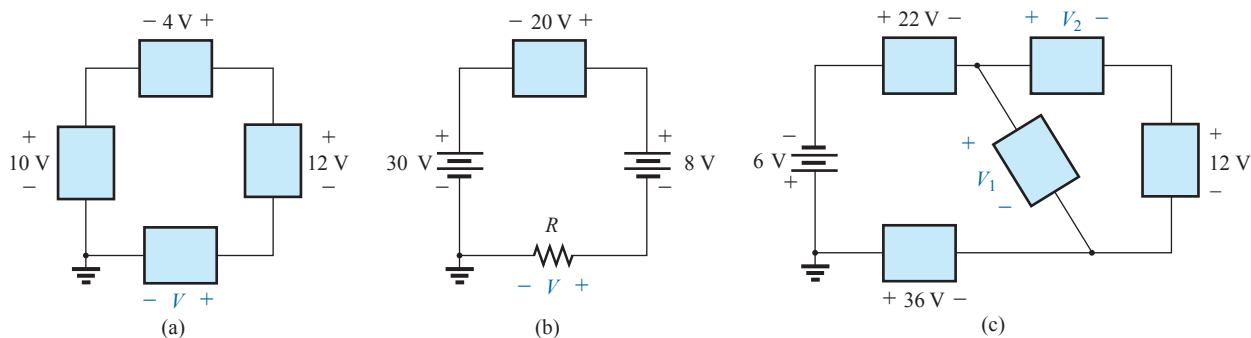 − 4 V +
+
10 V
−
+
12 V
−
− V +
(a)
− 20 V +
+
30 V
−
+
8 V
−
R
− V +
(b)
+ 22 V −
+ V2 −
−
6 V
+
+
V1
−
+
12 V
−
+ 36 V −
(c)